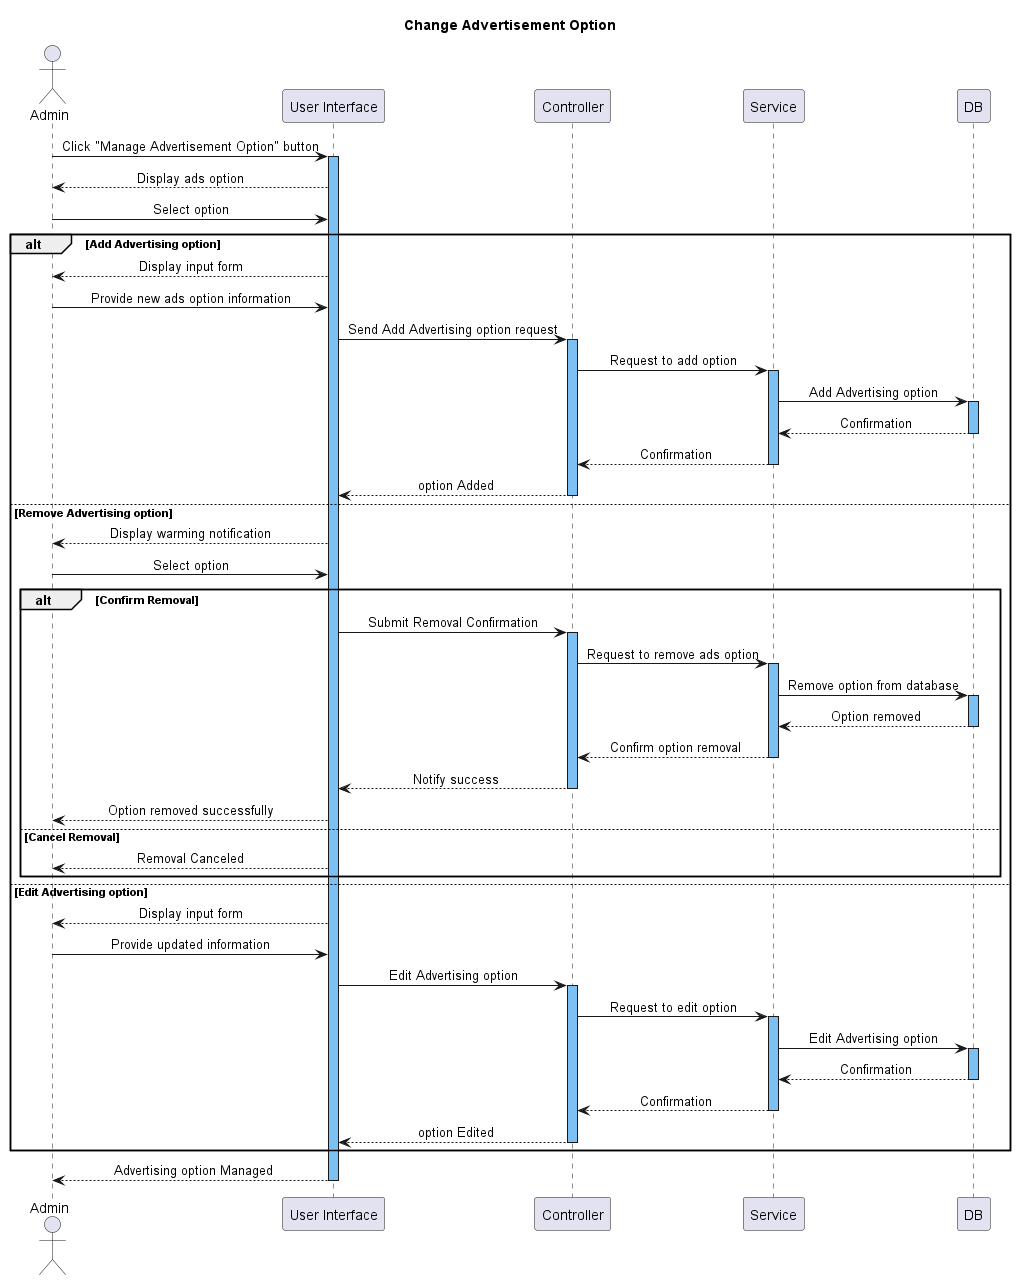 Change Advertisement Option
Admin
User Interface
Controller
Service
DB
Click "Manage Advertisement Option" button
Display ads option
Select option
alt
[Add Advertising option]
Display input form
Provide new ads option information
Send Add Advertising option request
Request to add option
Add Advertising option
Confirmation
Confirmation
option Added
[Remove Advertising option]
Display warming notification
Select option
alt
[Confirm Removal]
Submit Removal Confirmation
Request to remove ads option
Remove option from database
Option removed
Confirm option removal
Notify success
Option removed successfully
[Cancel Removal]
Removal Canceled
[Edit Advertising option]
Display input form
Provide updated information
Edit Advertising option
Request to edit option
Edit Advertising option
Confirmation
Confirmation
option Edited
Advertising option Managed
Admin
User Interface
Controller
Service
DB